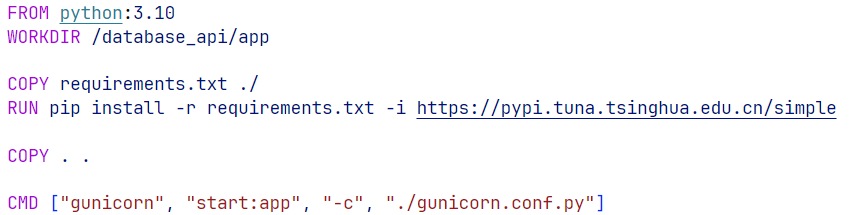 FROM python:3.10
WORKDIR /database_api/app
COPY requirements.txt ./
RUN pip install -r requirements.txt -i https://pypi.tuna.tsinghua.edu.cn/simple
COPY . .
CMD ["gunicorn", "start:app", "-c", "./gunicorn.conf.py"]